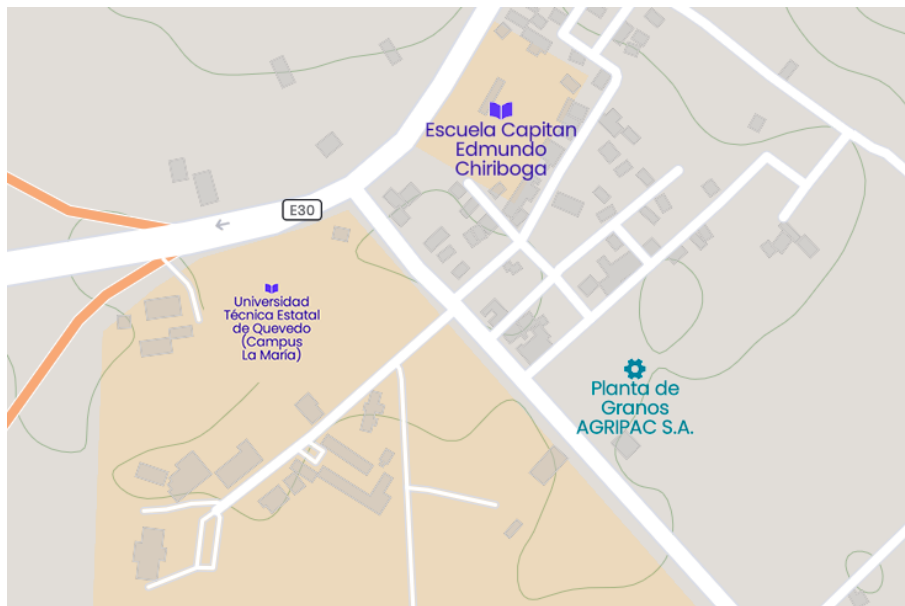 Escuela Capitan
Edmundo
Chiriboga
E30
Universidad
Técnica Estatal
de Quevedo
(Campus
La María)
Planta de
Granos
AGRIPAC S.A.